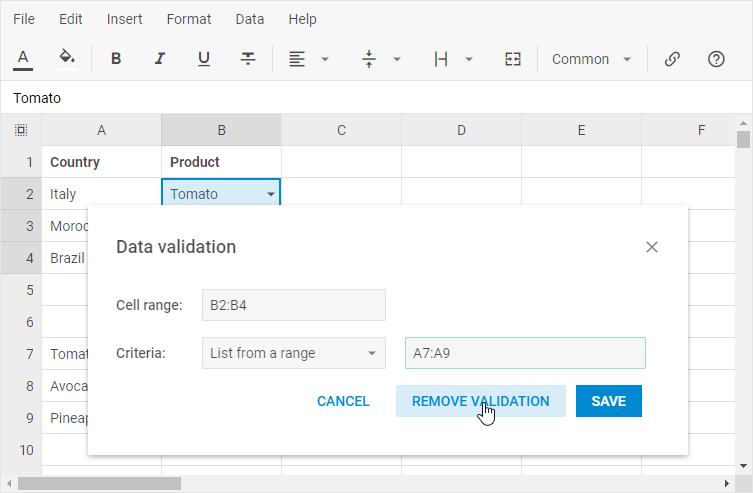 File Edit Insert Format Data Help
A B I U S Common
Tomato
A B C D E F
1 Country Product
2 Italy Tomato
3 Moroc
4 Brazil
Data validation
Cell range: B2:B4
5
6
Criteria: List from a range A7:A9
7 Tomat
8 Avoca
CANCEL REMOVE VALIDATION SAVE
9 Pineap
10